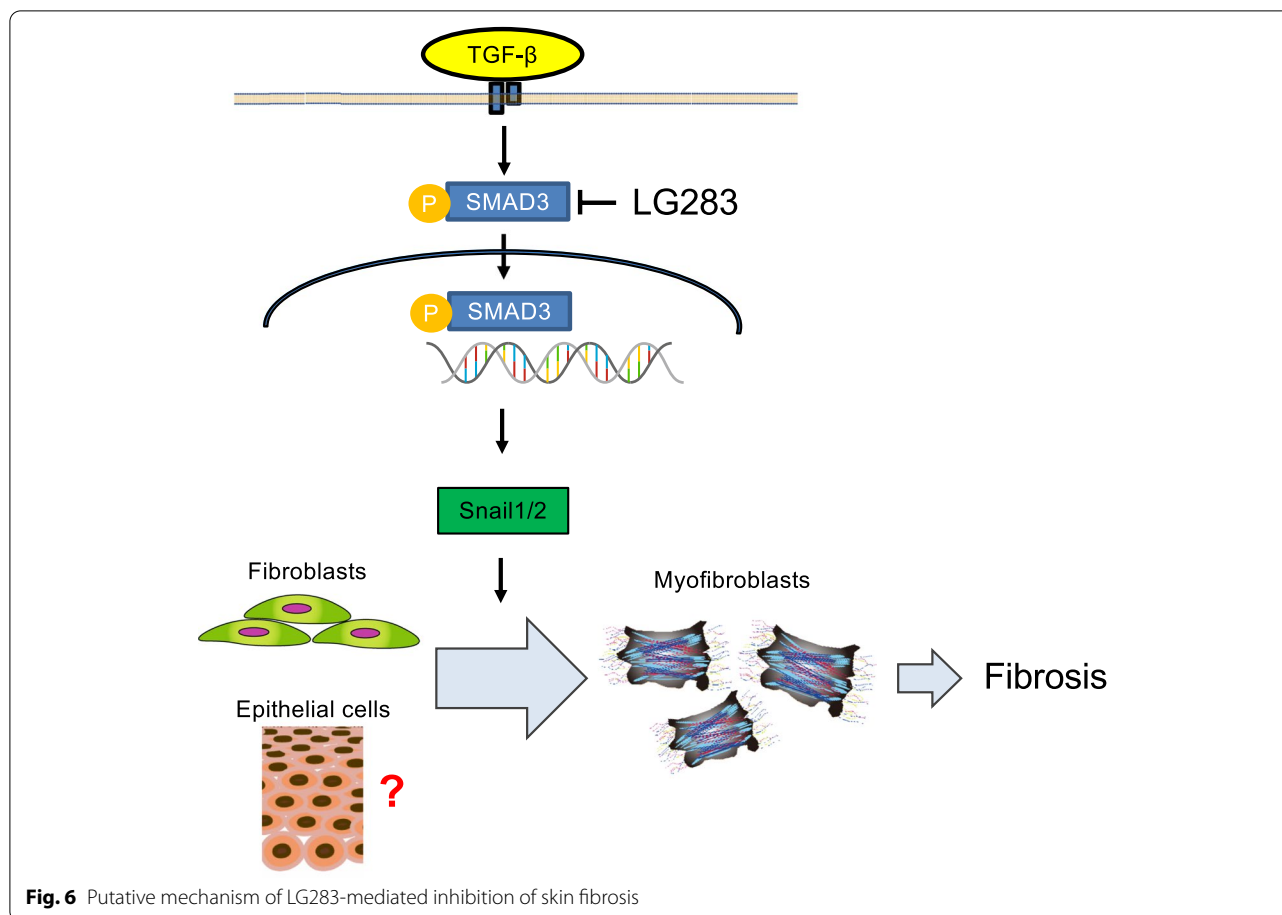 TGF-β
P SMAD3 LG283
P SMAD3
Snail1/2
Fibroblasts
Myofibroblasts
Fibrosis
Epithelial cells
?
Fig. 6 Putative mechanism of LG283-mediated inhibition of skin fibrosis